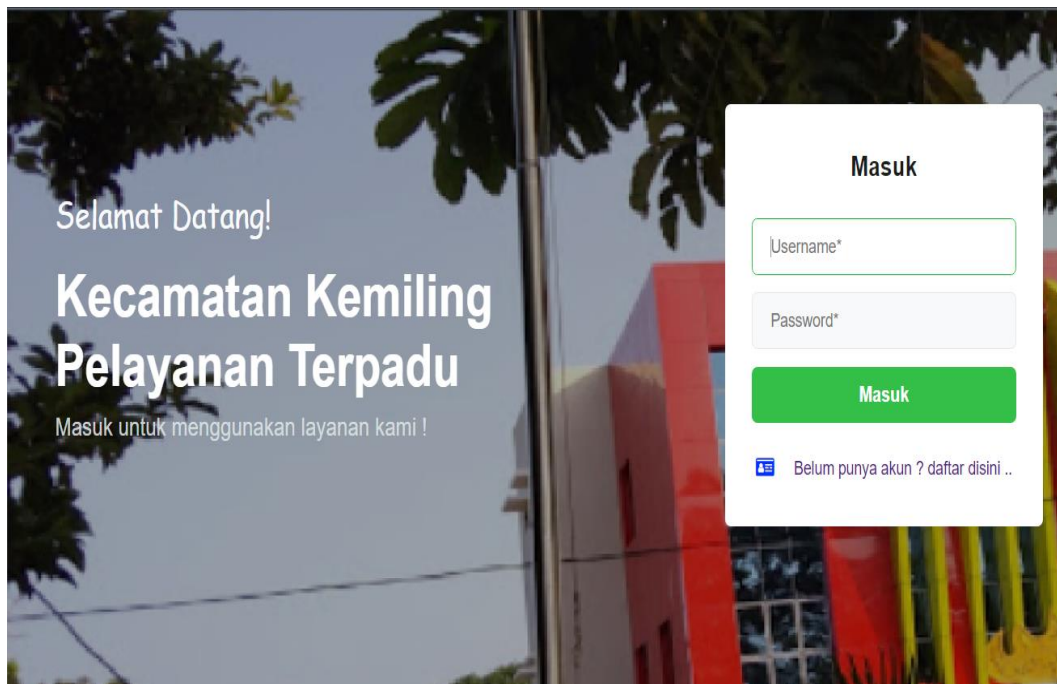 Selamat Datang!
Kecamatan Kemiling
Pelayanan Terpadu
Masuk untuk menggunakan layanan kami !
Masuk
Username*
Password*
Masuk
Belum punya akun ? daftar disini ..